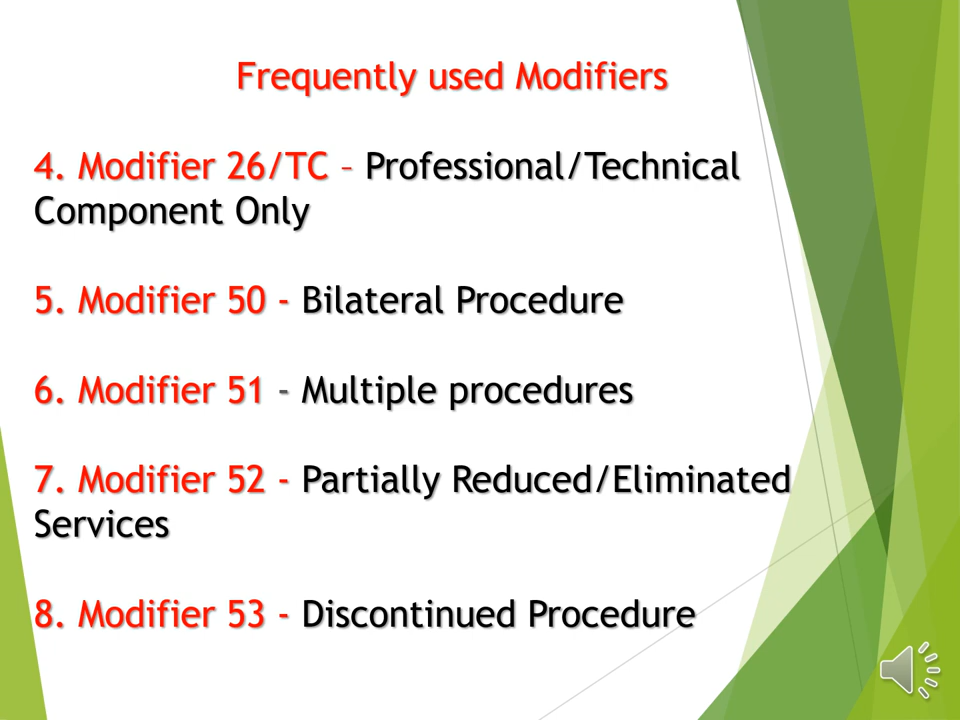 Frequently used Modifiers
4. Modifier 26/TC – Professional/Technical
Component Only
5. Modifier 50 - Bilateral Procedure
6. Modifier 51 - Multiple procedures
7. Modifier 52 - Partially Reduced/Eliminated
Services
8. Modifier 53 - Discontinued Procedure